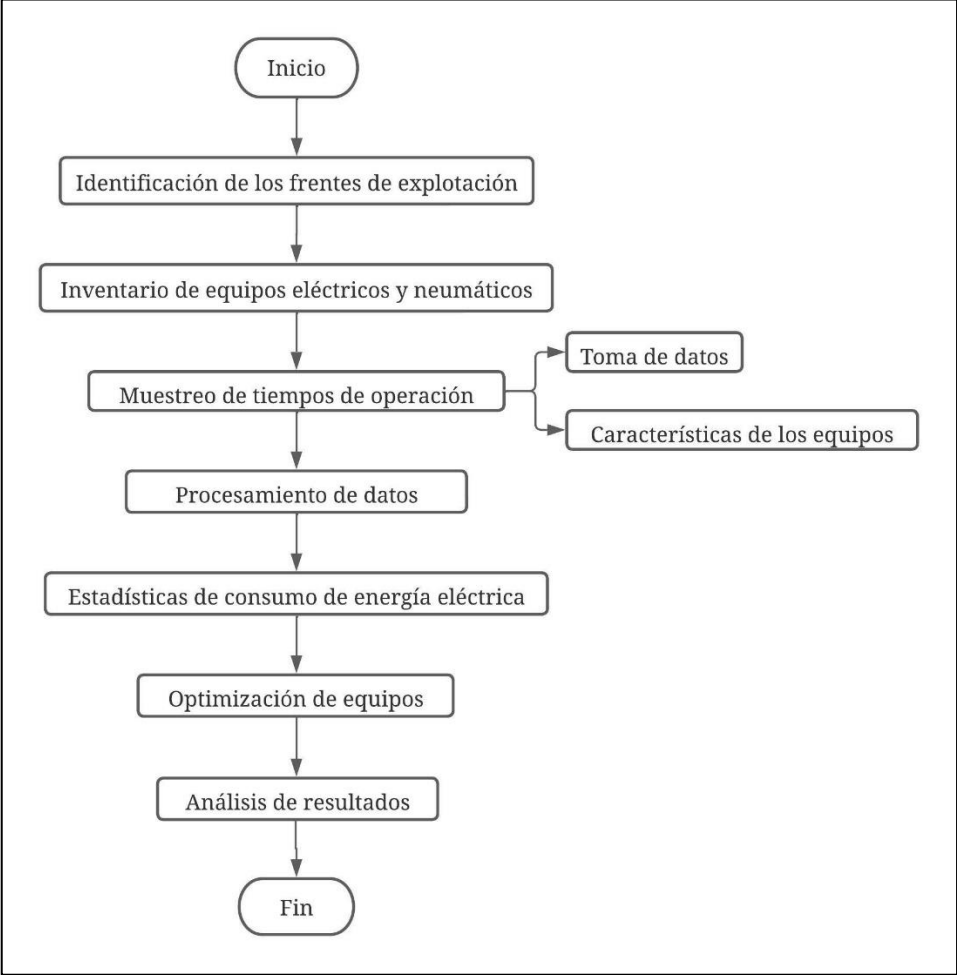 Inicio
Identificación de los frentes de explotación
Inventario de equipos eléctricos y neumáticos
Muestreo de tiempos de operación
Toma de datos
Características de los equipos
Procesamiento de datos
Estadísticas de consumo de energía eléctrica
Optimización de equipos
Análisis de resultados
Fin